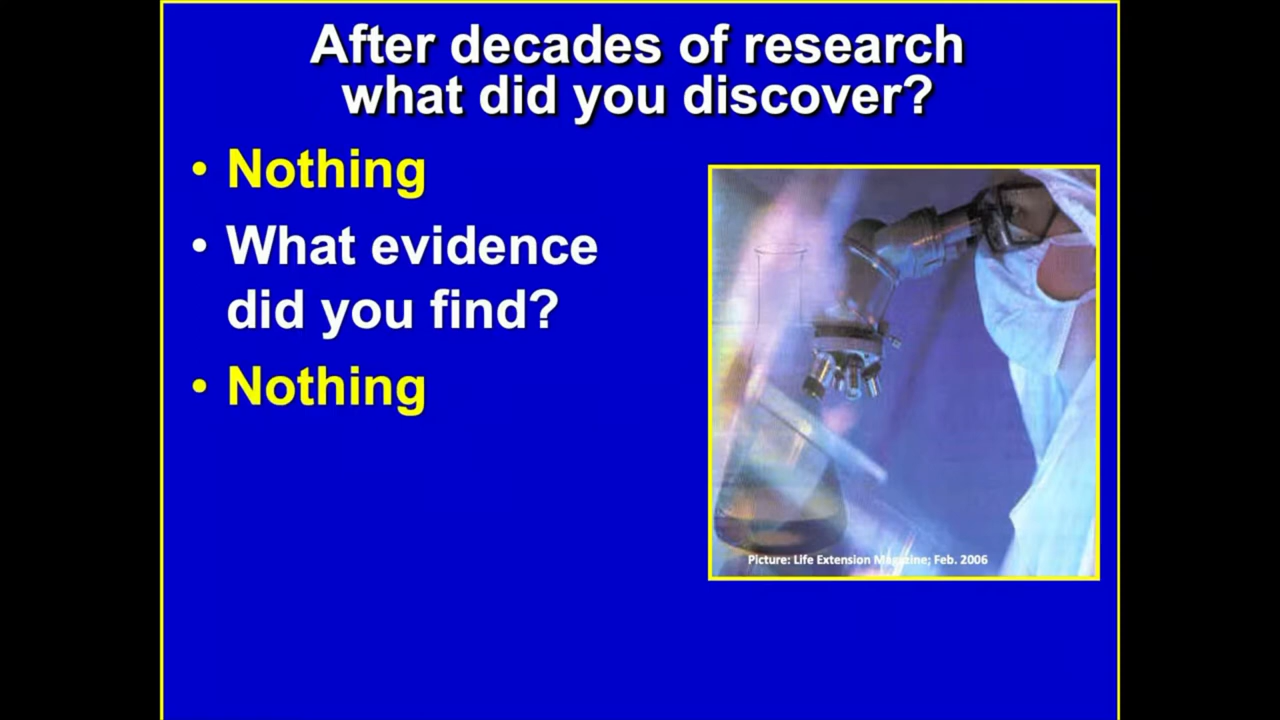 After decades of research
what did you discover?
• Nothing
• What evidence
did you find?
• Nothing
Picture: Life Extension Magazine; Feb. 2006